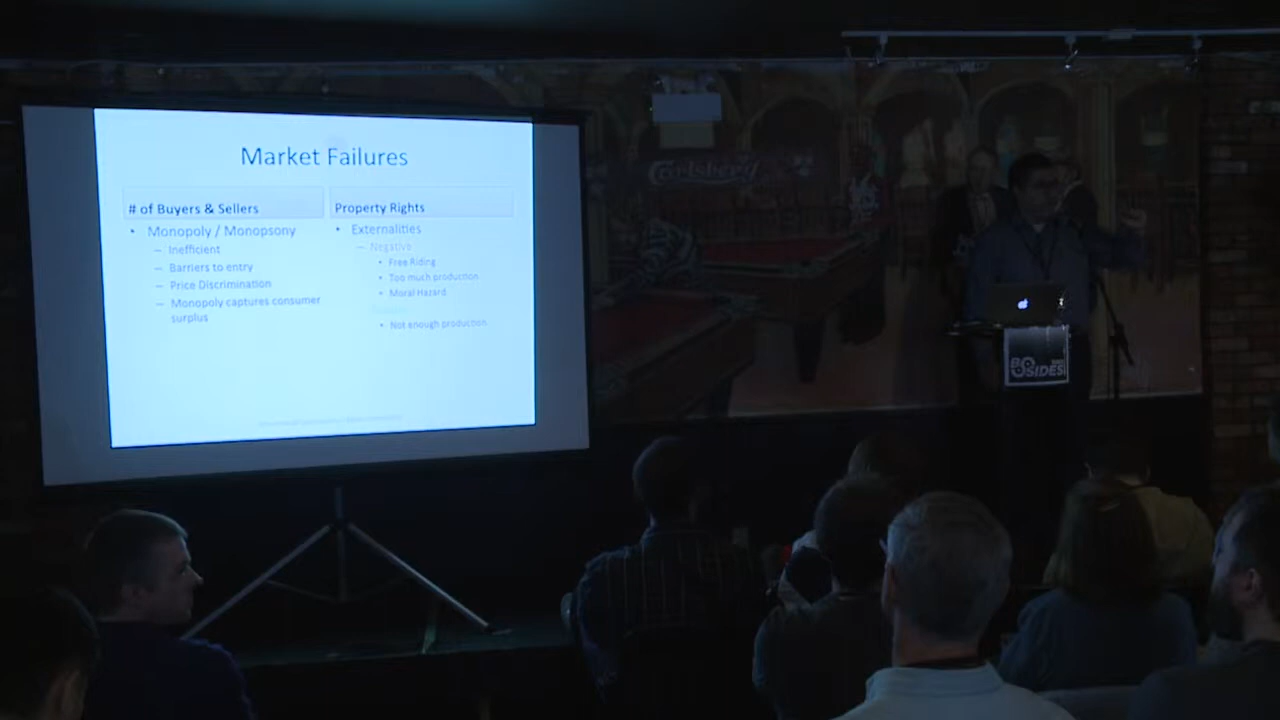 Market Failures
# of Buyers & Sellers
• Monopoly / Monopsony
– Inefficient
– Barriers to entry
– Price Discrimination
– Monopoly captures consumer
surplus
Property Rights
• Externalities
– Negative
• Free Riding
• Too much production
• Moral Hazard
• Not enough production
Carlsberg
BSIDES